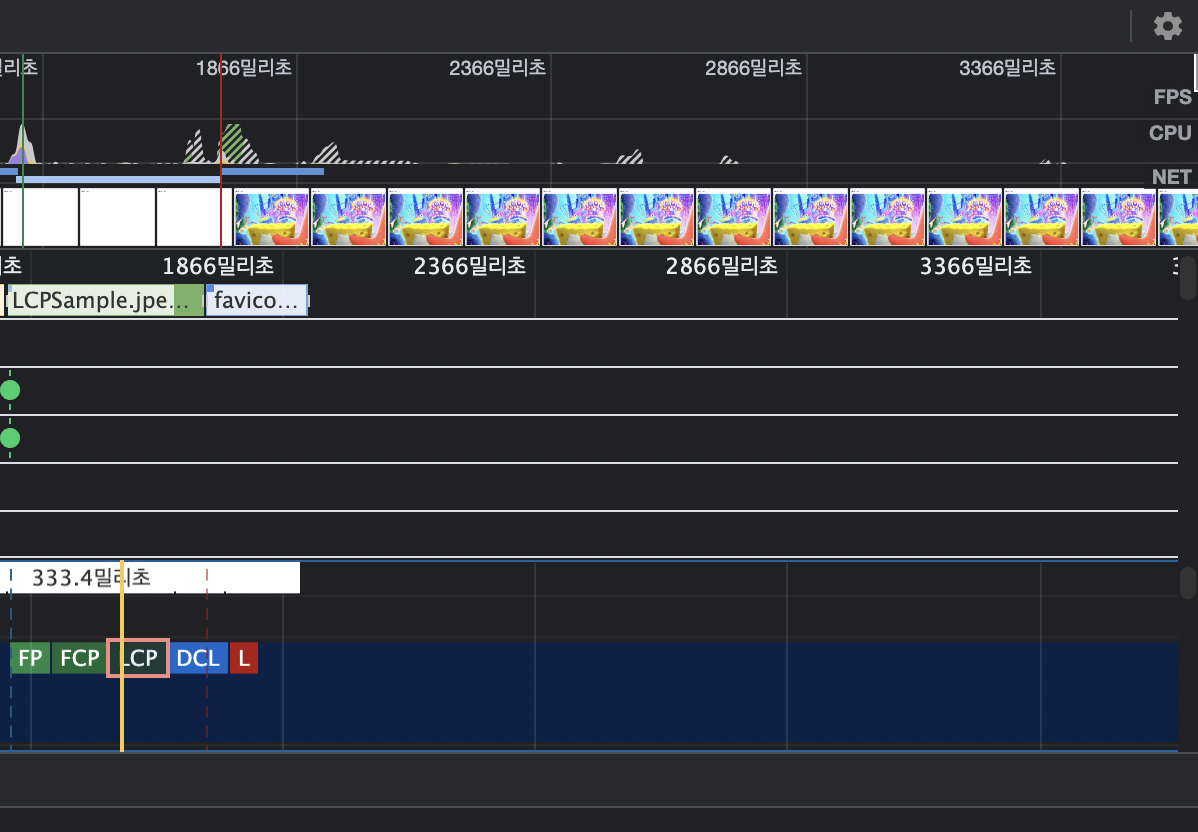 리초 1866밀리초 2366밀리초 2866밀리초 3366밀리초
FPS
CPU
NET
초 1866밀리초 2366밀리초 2866밀리초 3366밀리초
LCPSample.jpe... favico...
333.4밀리초
FP FCP LCP DCL L